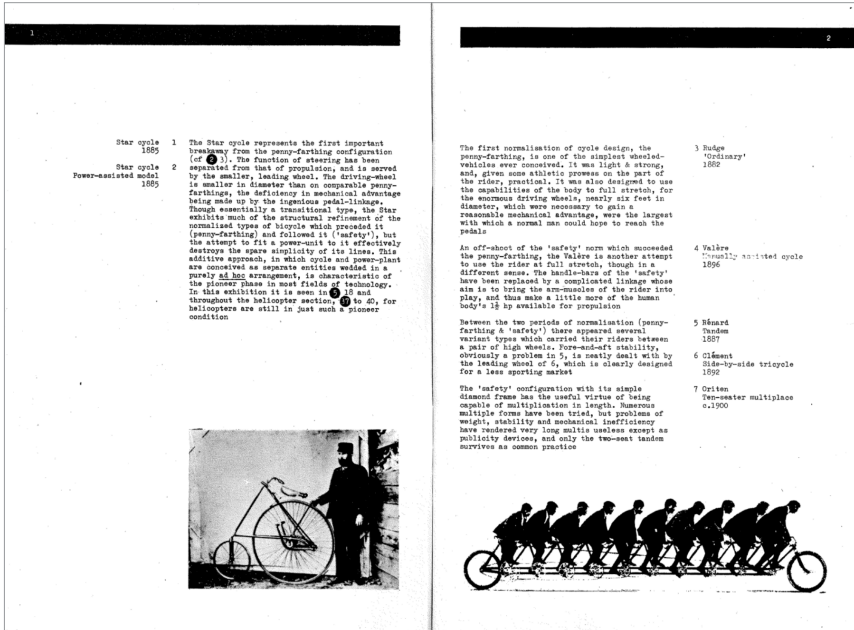 1
Star cycle 1
1885
Star cycle 2
Power-assisted model
1885
The Star cycle represents the first important
breakaway from the penny-farthing configuration
(cf 2 3). The function of steering has been
separated from that of propulsion, and is served
by the smaller, leading wheel. The driving-wheel
is smaller in diameter than on comparable penny-
farthings, the deficiency in mechanical advantage
being made up by the ingenious pedal-linkage.
Though essentially a transitional type, the Star
exhibits much of the structural refinement of the
normalized types of bicycle which preceded it
(penny-farthing) and followed it ('safety'), but
the attempt to fit a power-unit to it effectively
destroys the spare simplicity of its lines. This
additive approach, in which cycle and power-plant
are conceived as separate entities wedded in a
purely ad hoc arrangement, is characteristic of
the pioneer phase in most fields of technology.
In this exhibition it is seen in 5 18 and
throughout the helicopter section, 37 to 40, for
helicopters are still in just such a pioneer
condition
2
The first normalisation of cycle design, the
penny-farthing, is one of the simplest wheeled-
vehicles ever conceived. It was light & strong,
and, given some athletic prowess on the part of
the rider, practical. It was also designed to use
the capabilities of the body to full stretch, for
the enormous driving wheels, nearly six feet in
diameter, which were necessary to gain a
reasonable mechanical advantage, were the largest
with which a normal man could hope to reach the
pedals
3 Rudge
'Ordinary'
1882
An off-shoot of the 'safety' norm which succeeded
the penny-farthing, the Valère is another attempt
to use the rider at full stretch, though in a
different sense. The handle-bars of the 'safety'
have been replaced by a complicated linkage whose
aim is to bring the arm-muscles of the rider into
play, and thus make a little more of the human
body's 1½ hp available for propulsion
4 Valère
Manually assisted cycle
1896
Between the two periods of normalisation (penny-
farthing & 'safety') there appeared several
variant types which carried their riders between
a pair of high wheels. Fore-and-aft stability,
obviously a problem in 5, is neatly dealt with by
the leading wheel of 6, which is clearly designed
for a less sporting market
5 Rénard
Tandem
1887
6 Clément
Side-by-side tricycle
1892
The 'safety' configuration with its simple
diamond frame has the useful virtue of being
capable of multiplication in length. Numerous
multiple forms have been tried, but problems of
weight, stability and mechanical inefficiency
have rendered very long multis useless except as
publicity devices, and only the two-seat tandem
survives as common practice
7 Oriten
Ten-seater multiplace
c.1900